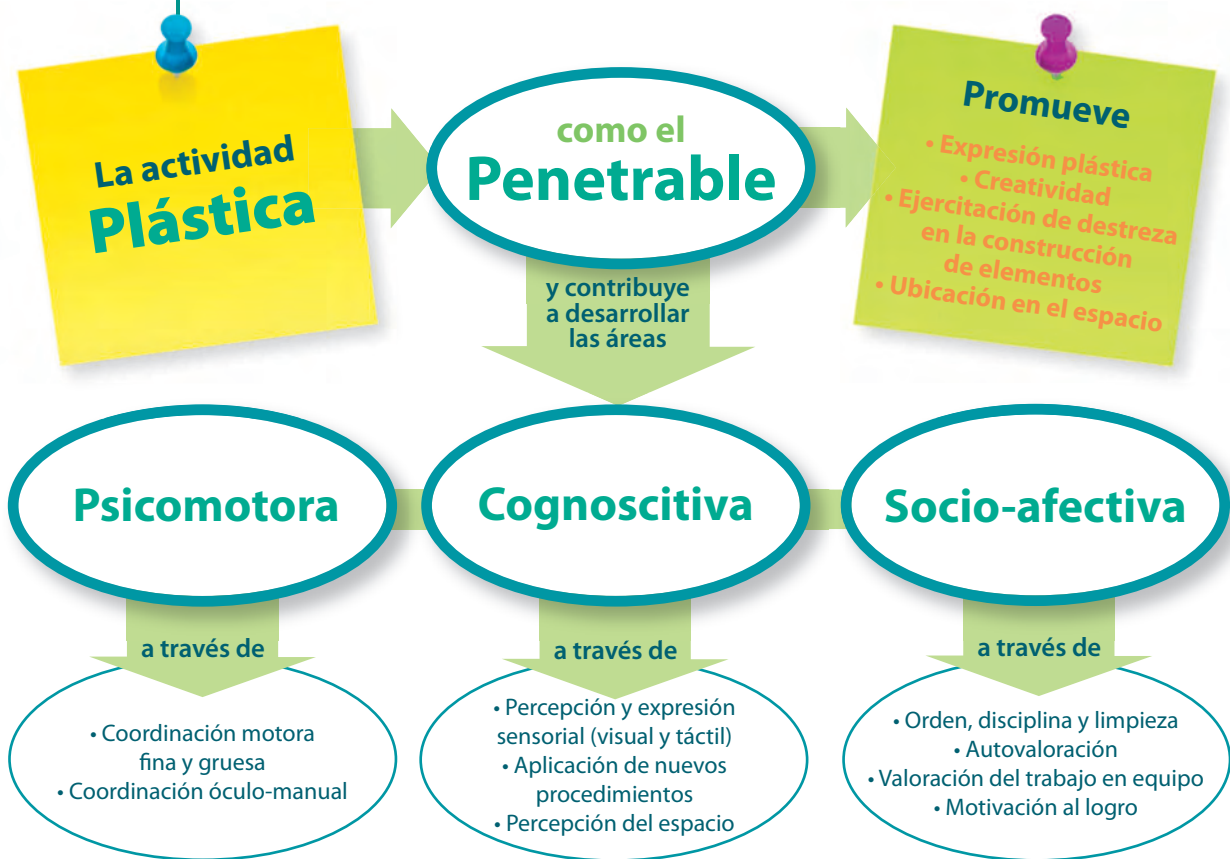 La actividad
Plástica
como el
Penetrable
Promueve
• Expresión plástica
• Creatividad
• Ejercitación de destreza
en la construcción
de elementos
• Ubicación en el espacio
y contribuye
a desarrollar
las áreas
Psicomotora
Cognoscitiva
Socio-afectiva
a través de
a través de
a través de
• Coordinación motora
fina y gruesa
• Coordinación óculo-manual
• Percepción y expresión
sensorial (visual y táctil)
• Aplicación de nuevos
procedimientos
• Percepción del espacio
• Orden, disciplina y limpieza
• Autovaloración
• Valoración del trabajo en equipo
• Motivación al logro